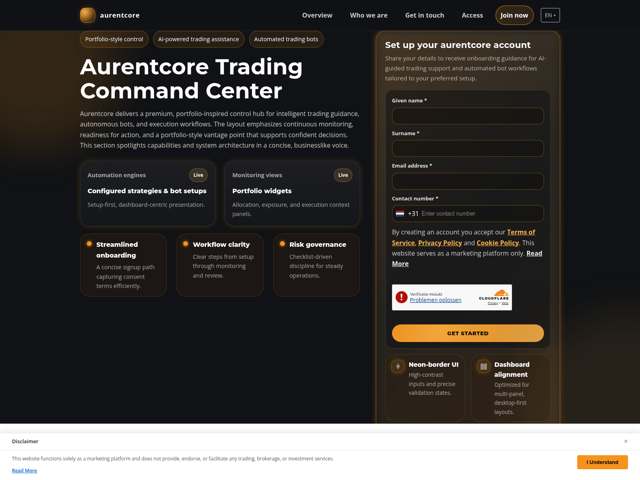 aurentcore
Overview
Who we are
Get in touch
Access
Join now
EN
Portfolio-style control
AI-powered trading assistance
Automated trading bots
Aurentcore Trading
Command Center
Aurentcore delivers a premium, portfolio-inspired control hub for intelligent trading guidance,
autonomous bots, and execution workflows. The layout emphasizes continuous monitoring,
readiness for action, and a portfolio-style vantage point that supports confident decisions.
This section spotlights capabilities and system architecture in a concise, businesslike voice.
Automation engines
Live
Configured strategies & bot setups
Setup-first, dashboard-centric presentation.
Monitoring views
Live
Portfolio widgets
Allocation, exposure, and execution context
panels.
Streamlined
onboarding
A concise signup path
capturing consent
terms efficiently.
Workflow clarity
Clear steps from setup
through monitoring
and review.
Risk governance
Checklist-driven
discipline for steady
operations.
Set up your aurentcore account
Share your details to receive onboarding guidance for AI-
guided trading support and automated bot workflows
tailored to your preferred setup.
Given name *
Surname *
Email address *
Contact number *
+31
Enter contact number
By creating an account you accept our Terms of
Service, Privacy Policy and Cookie Policy. This
website serves as a marketing platform only. Read
More
Verificatie mislukt
Problemen oplossen
CLOUDFLARE
GET STARTED
Neon-border UI
High-contrast
inputs and precise
validation states.
Dashboard
alignment
Optimized for
multi-panel,
desktop-first
layouts.
Disclaimer
×
This website functions solely as a marketing platform and does not provide, endorse, or facilitate any trading, brokerage, or investment services.
Read More
I Understand